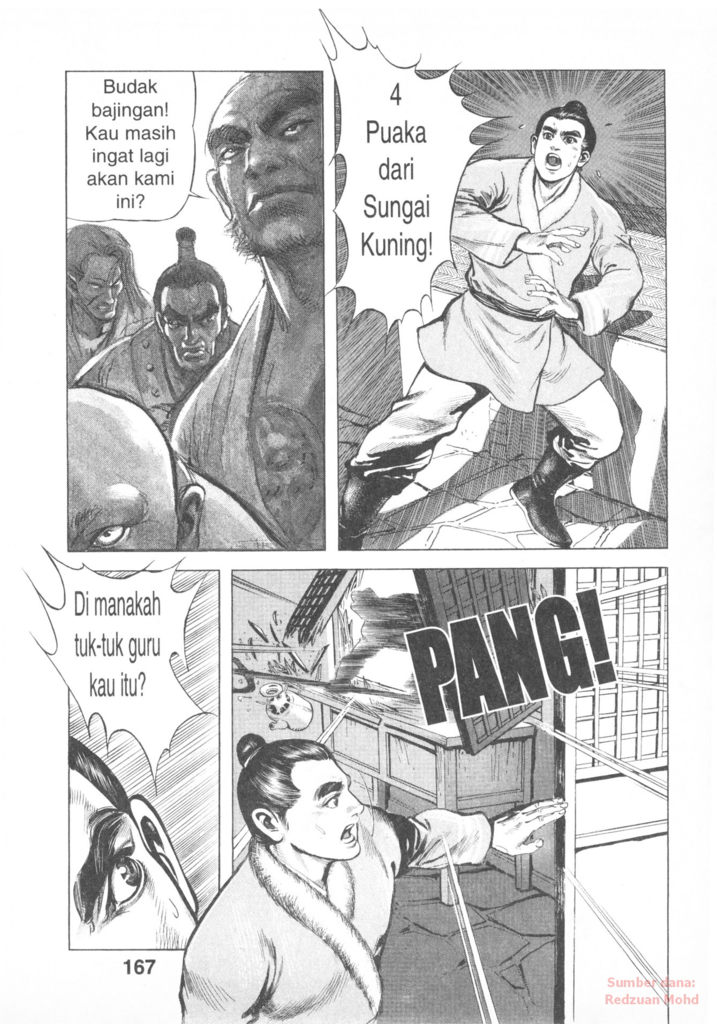 Budak
bajingan!
Kau masih
ingat lagi
akan kami
ini?
4
Puaka
dari
Sungai
Kuning!
Di manakah
tuk-tuk guru
kau itu?
PANG!
167
Sumber dana:
Redzuan Mohd